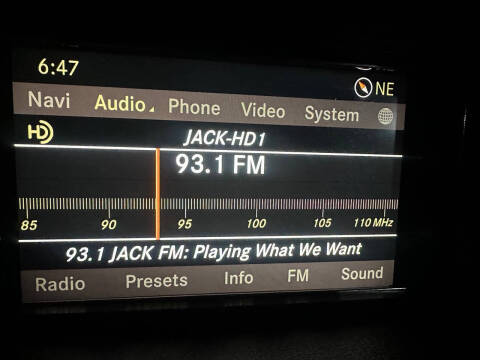 6:47
NE
Navi Audio Phone Video System
HD JACK-HD1
93.1 FM
85 90 95 100 105 110 MHz
93.1 JACK FM: Playing What We Want
Radio Presets Info FM Sound